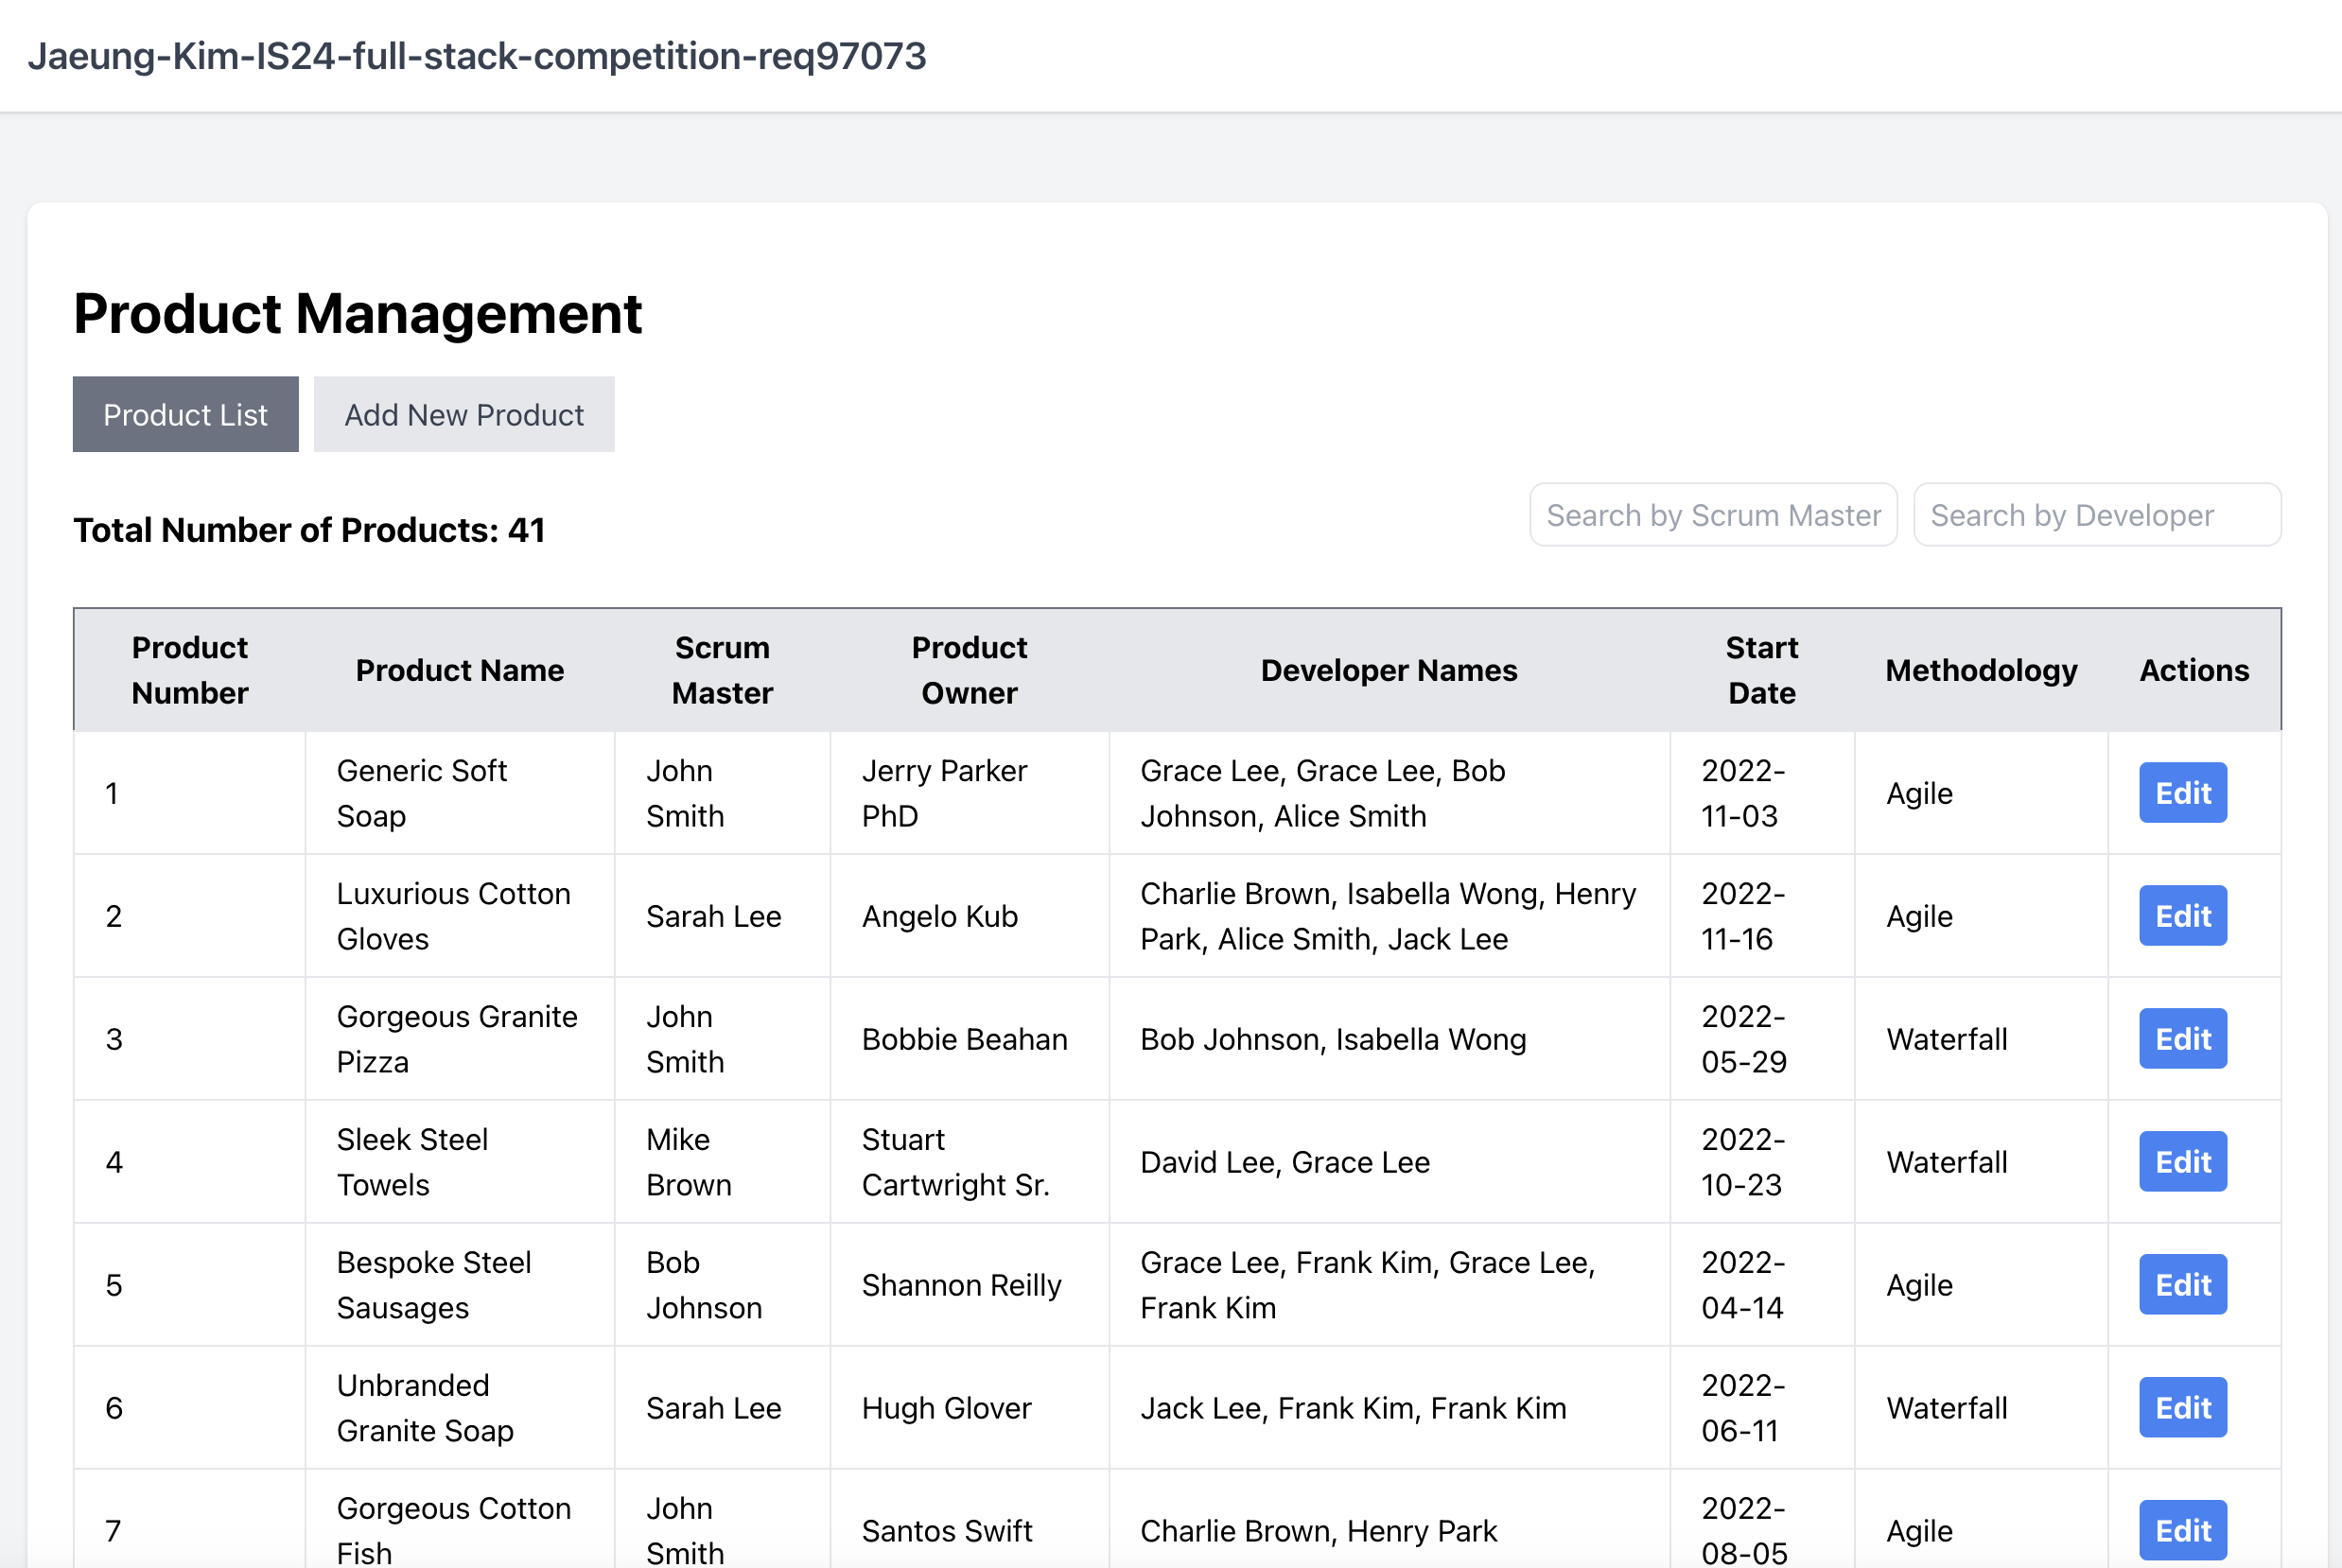 Jaeung-Kim-IS24-full-stack-competition-req97073
Product Management
Product List Add New Product
Total Number of Products: 41
Search by Scrum Master Search by Developer
Product Number Product Name Scrum Master Product Owner Developer Names Start Date Methodology Actions
1 Generic Soft Soap John Smith Jerry Parker PhD Grace Lee, Grace Lee, Bob Johnson, Alice Smith 2022-11-03 Agile Edit
2 Luxurious Cotton Gloves Sarah Lee Angelo Kub Charlie Brown, Isabella Wong, Henry Park, Alice Smith, Jack Lee 2022-11-16 Agile Edit
3 Gorgeous Granite Pizza John Smith Bobbie Beahan Bob Johnson, Isabella Wong 2022-05-29 Waterfall Edit
4 Sleek Steel Towels Mike Brown Stuart Cartwright Sr. David Lee, Grace Lee 2022-10-23 Waterfall Edit
5 Bespoke Steel Sausages Bob Johnson Shannon Reilly Grace Lee, Frank Kim, Grace Lee, Frank Kim 2022-04-14 Agile Edit
6 Unbranded Granite Soap Sarah Lee Hugh Glover Jack Lee, Frank Kim, Frank Kim 2022-06-11 Waterfall Edit
7 Gorgeous Cotton Fish John Smith Santos Swift Charlie Brown, Henry Park 2022-08-05 Agile Edit